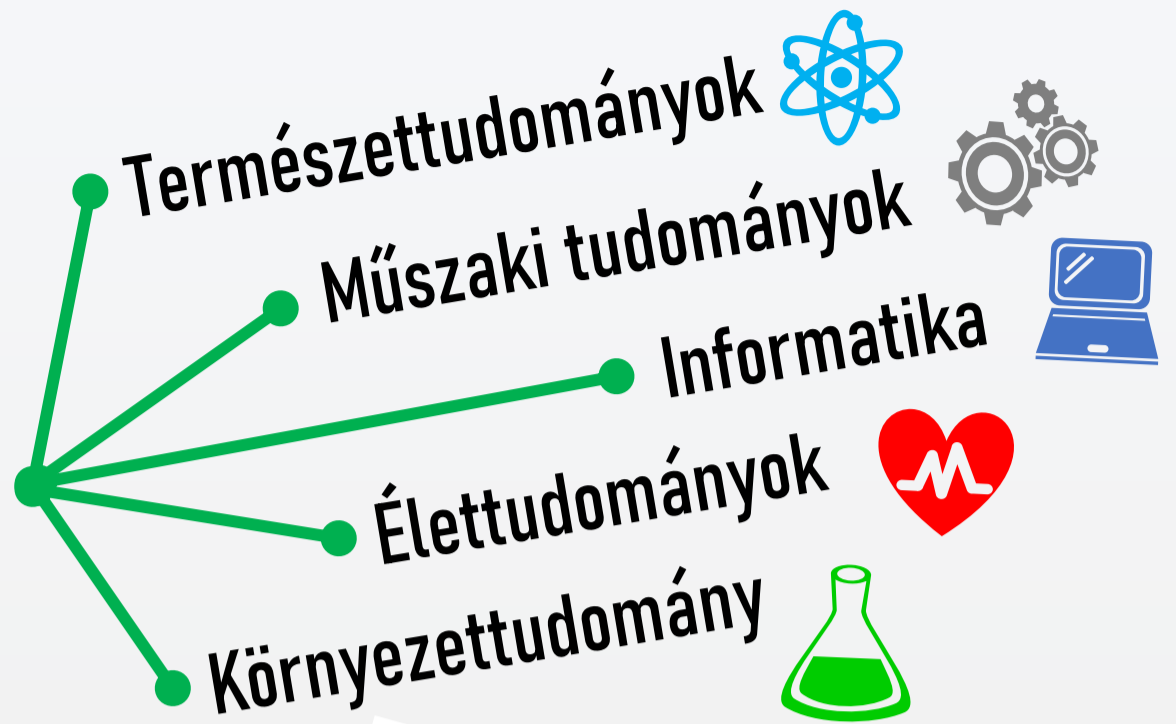 Természettudományok
Műszaki tudományok
Informatika
Élettudományok
Környezettudomány